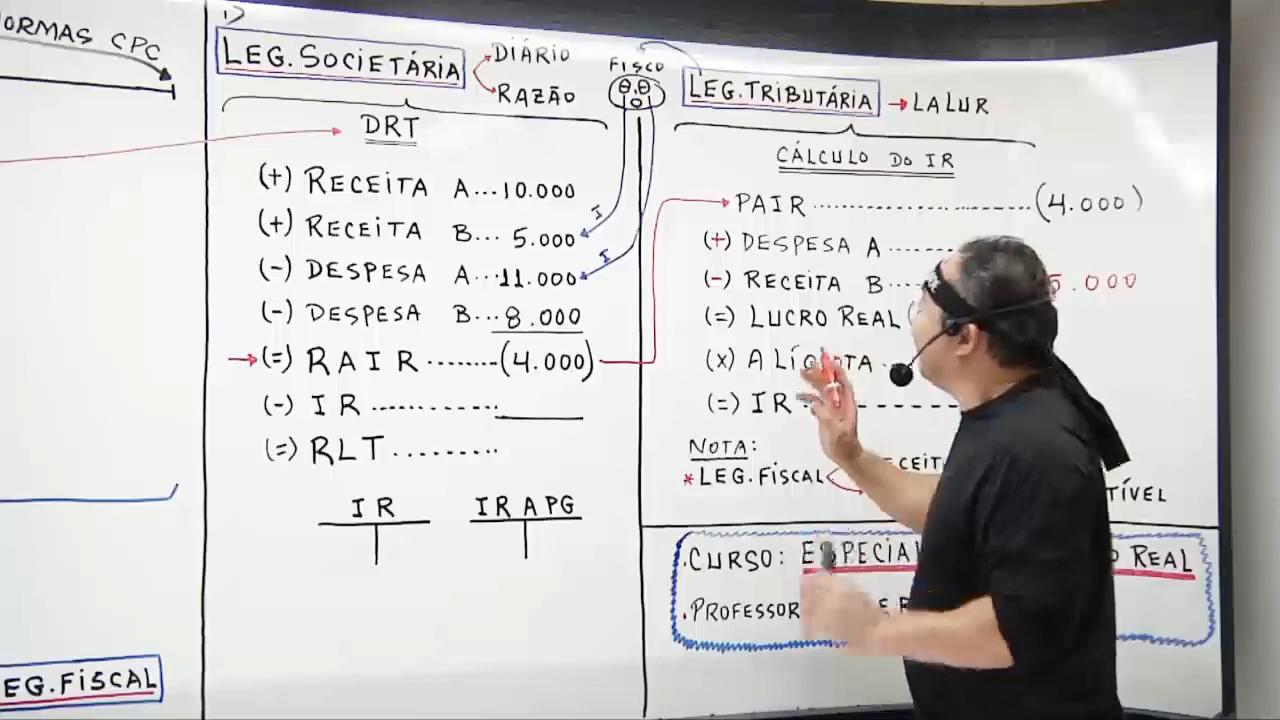 NORMAS CPC
1)
LEG. SOCIETÁRIA
DIÁRIO
RAZÃO
DRT
(+) RECEITA A...10.000
(+) RECEITA B... 5.000
(-) DESPESA A...11.000
(-) DESPESA B... 8.000
(=) RAIR........(4.000)
(-) IR...............
(=) RLT..........
IR
IR A PG
FISCO
I
I
LEG. TRIBUTÁRIA → LALUR
CÁLCULO DO IR
PAIR...........................(4.000)
(+) DESPESA A.......
(-) RECEITA B.... 5.000
(=) LUCRO REAL (
(x) ALÍQUOTA..
(=) IR
NOTA:
* LEG. FISCAL
.CURSO: REAL
.PROFESSOR
LEG. FISCAL